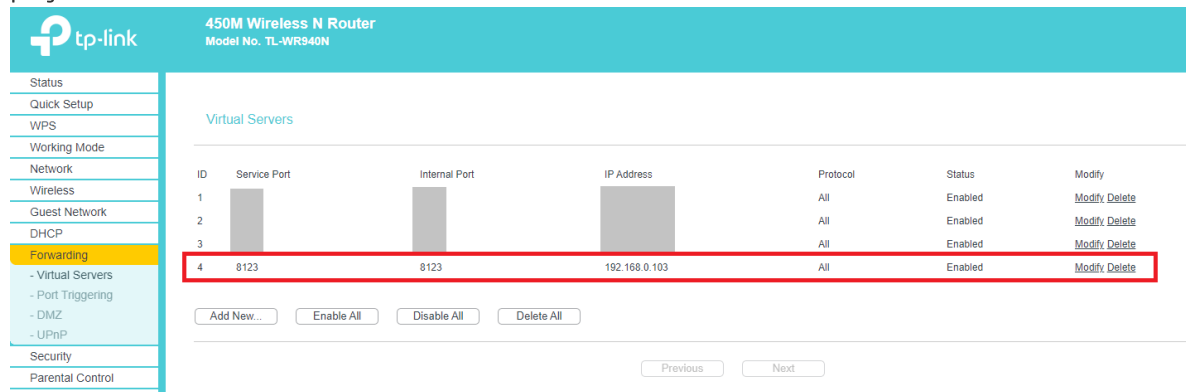 tp-link
450M Wireless N Router
Model No. TL-WR940N
Status
Quick Setup
WPS
Working Mode
Network
Wireless
Guest Network
DHCP
Forwarding
- Virtual Servers
- Port Triggering
- DMZ
- UPnP
Security
Parental Control
Virtual Servers
ID Service Port Internal Port IP Address Protocol Status Modify
1 All Enabled Modify Delete
2 All Enabled Modify Delete
3 All Enabled Modify Delete
4 8123 8123 192.168.0.103 All Enabled Modify Delete
Add New... Enable All Disable All Delete All
Previous Next